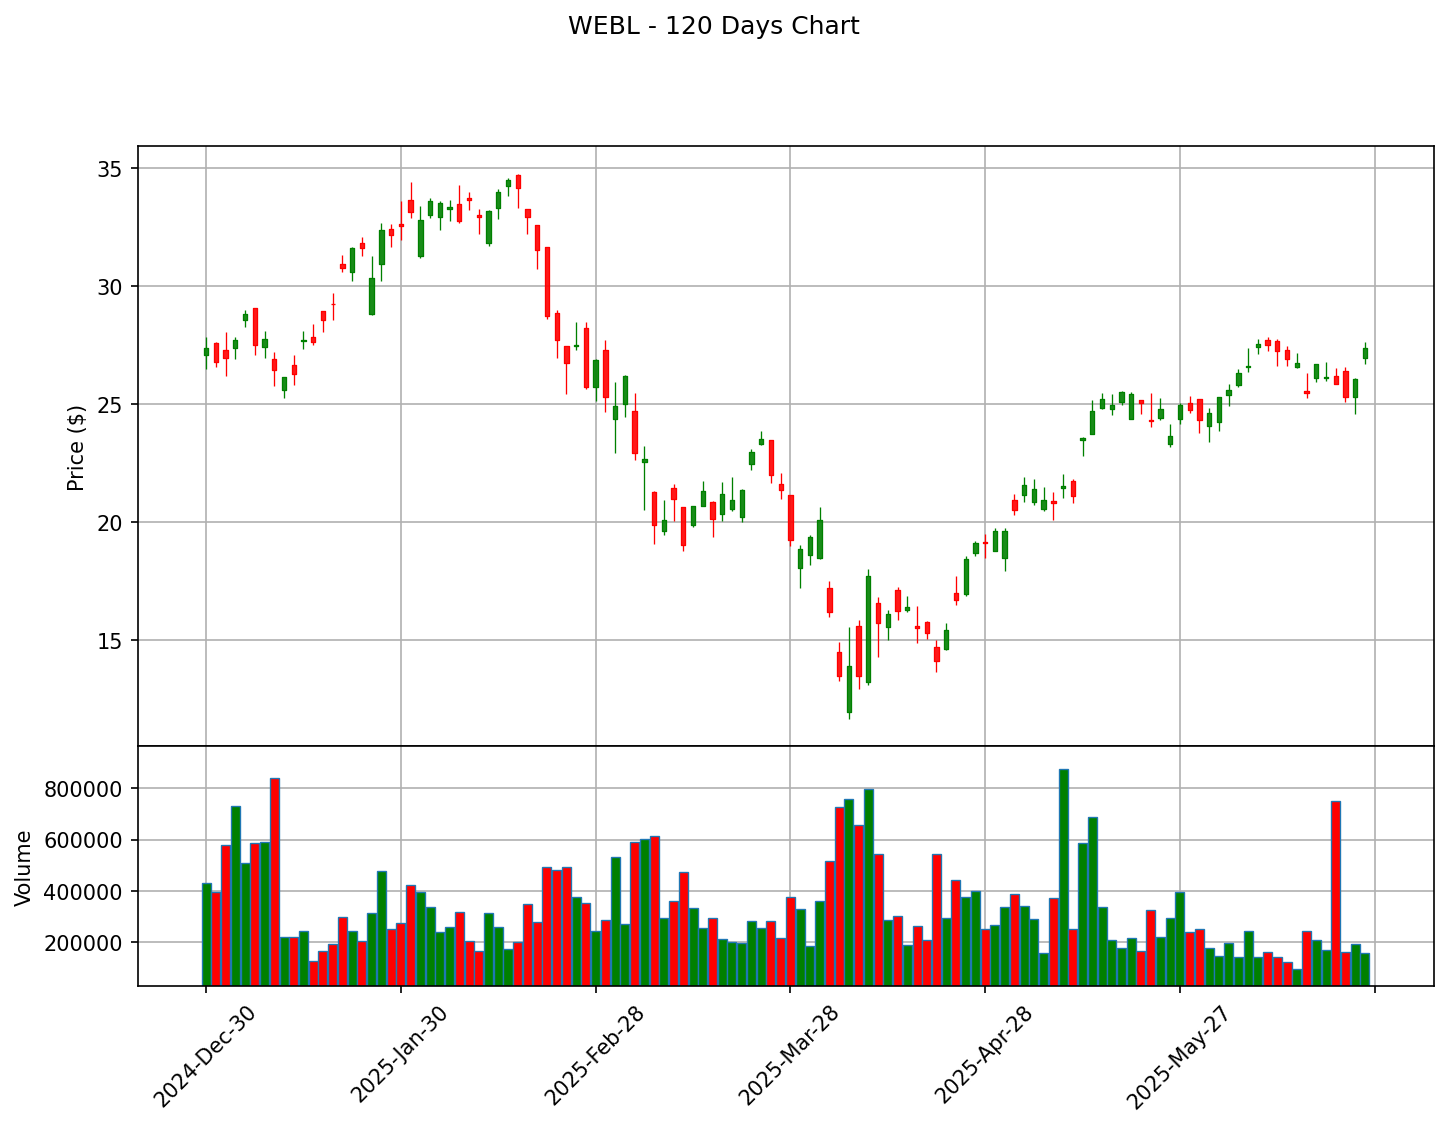 WEBL - 120 Days Chart
35
30
25
20
15
Price ($)
800000
600000
400000
200000
Volume
2024-Dec-30
2025-Jan-30
2025-Feb-28
2025-Mar-28
2025-Apr-28
2025-May-27